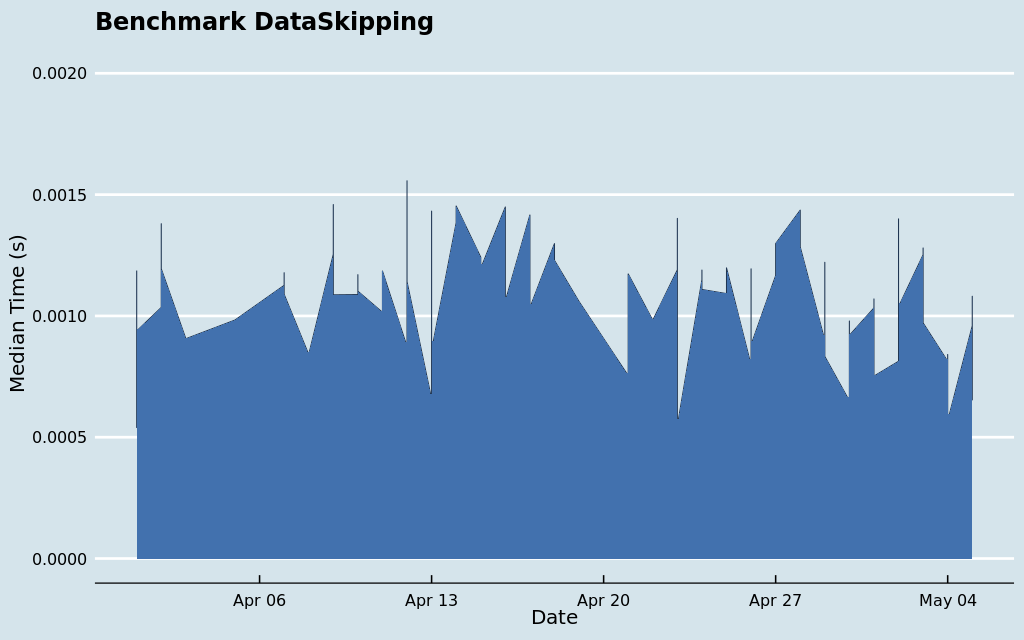 Benchmark DataSkipping
Median Time (s)
0.0020
0.0015
0.0010
0.0005
0.0000
Apr 06
Apr 13
Apr 20
Apr 27
May 04
Date